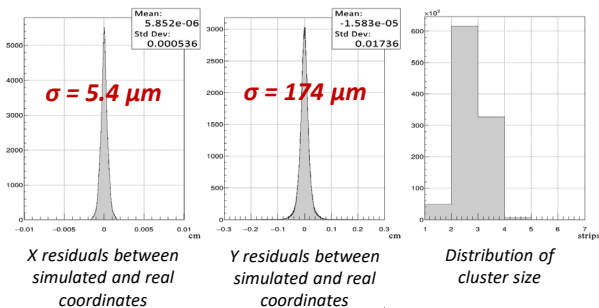 Mean:
5.852e-06
Std Dev:
0.000536
5000
4000
3000
2000
1000
0
σ = 5.4 μm
−0.01
−0.005
0
0.005
0.01
cm
X residuals between
simulated and real
coordinates
Mean:
-1.583e-05
Std Dev:
0.01736
3000
2500
2000
1500
1000
500
0
σ = 174 μm
−0.3
−0.2
−0.1
0
0.1
0.2
0.3
cm
Y residuals between
simulated and real
coordinates
×10³
600
500
400
300
200
100
0
1
2
3
4
5
6
7
strips
Distribution of
cluster size